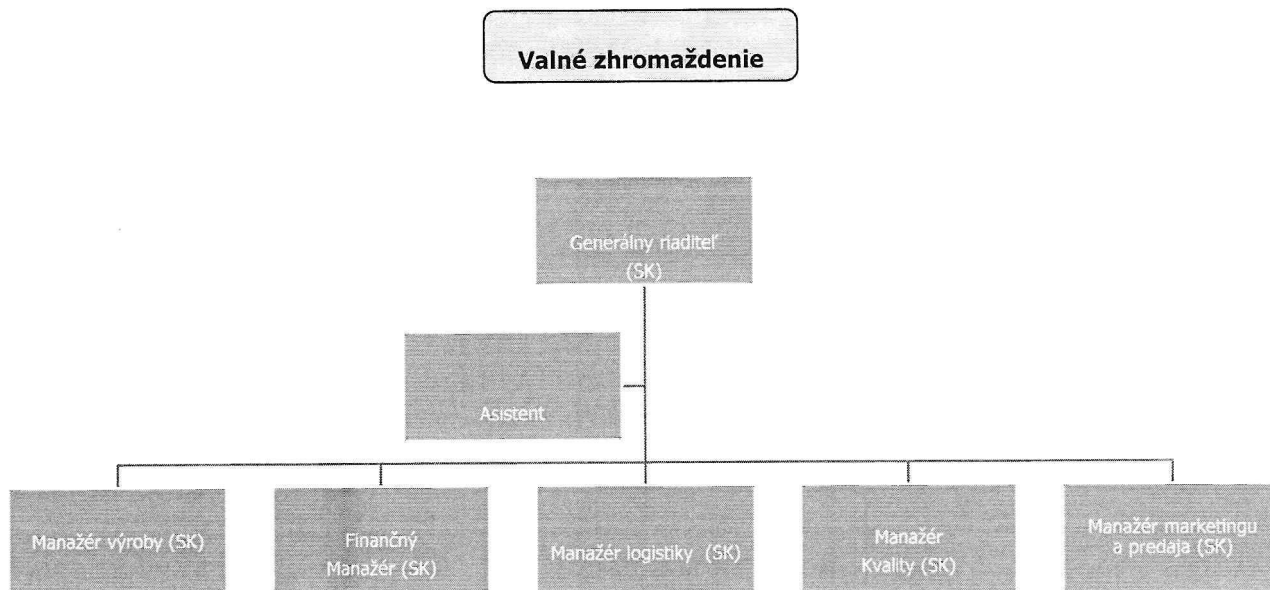 Valné zhromaždenie
Generálny riaditeľ
(SK)
Asistent
Manažér výroby (SK)
Finančný
Manažér (SK)
Manažér logistiky (SK)
Manažér
Kvality (SK)
Manažér marketingu
a predaja (SK)